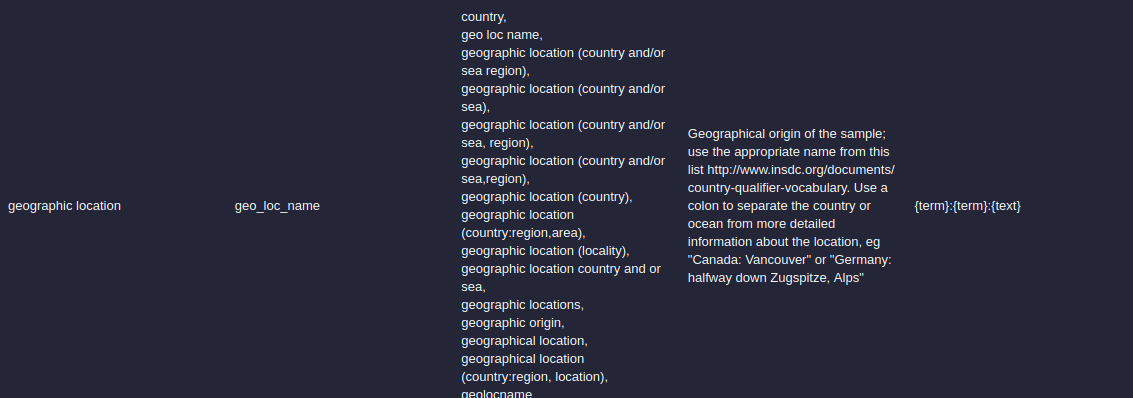 geographic location
geo_loc_name
country,
geo loc name,
geographic location (country and/or
sea region),
geographic location (country and/or
sea),
geographic location (country and/or
sea, region),
geographic location (country and/or
sea,region),
geographic location (country),
geographic location
(country:region,area),
geographic location (locality),
geographic location country and or
sea,
geographic locations,
geographic origin,
geographical location,
geographical location
(country:region, location),
geolocname
Geographical origin of the sample;
use the appropriate name from this
list http://www.insdc.org/documents/
country-qualifier-vocabulary. Use a
colon to separate the country or
ocean from more detailed
information about the location, eg
"Canada: Vancouver" or "Germany:
halfway down Zugspitze, Alps"
{term}:{term}:{text}